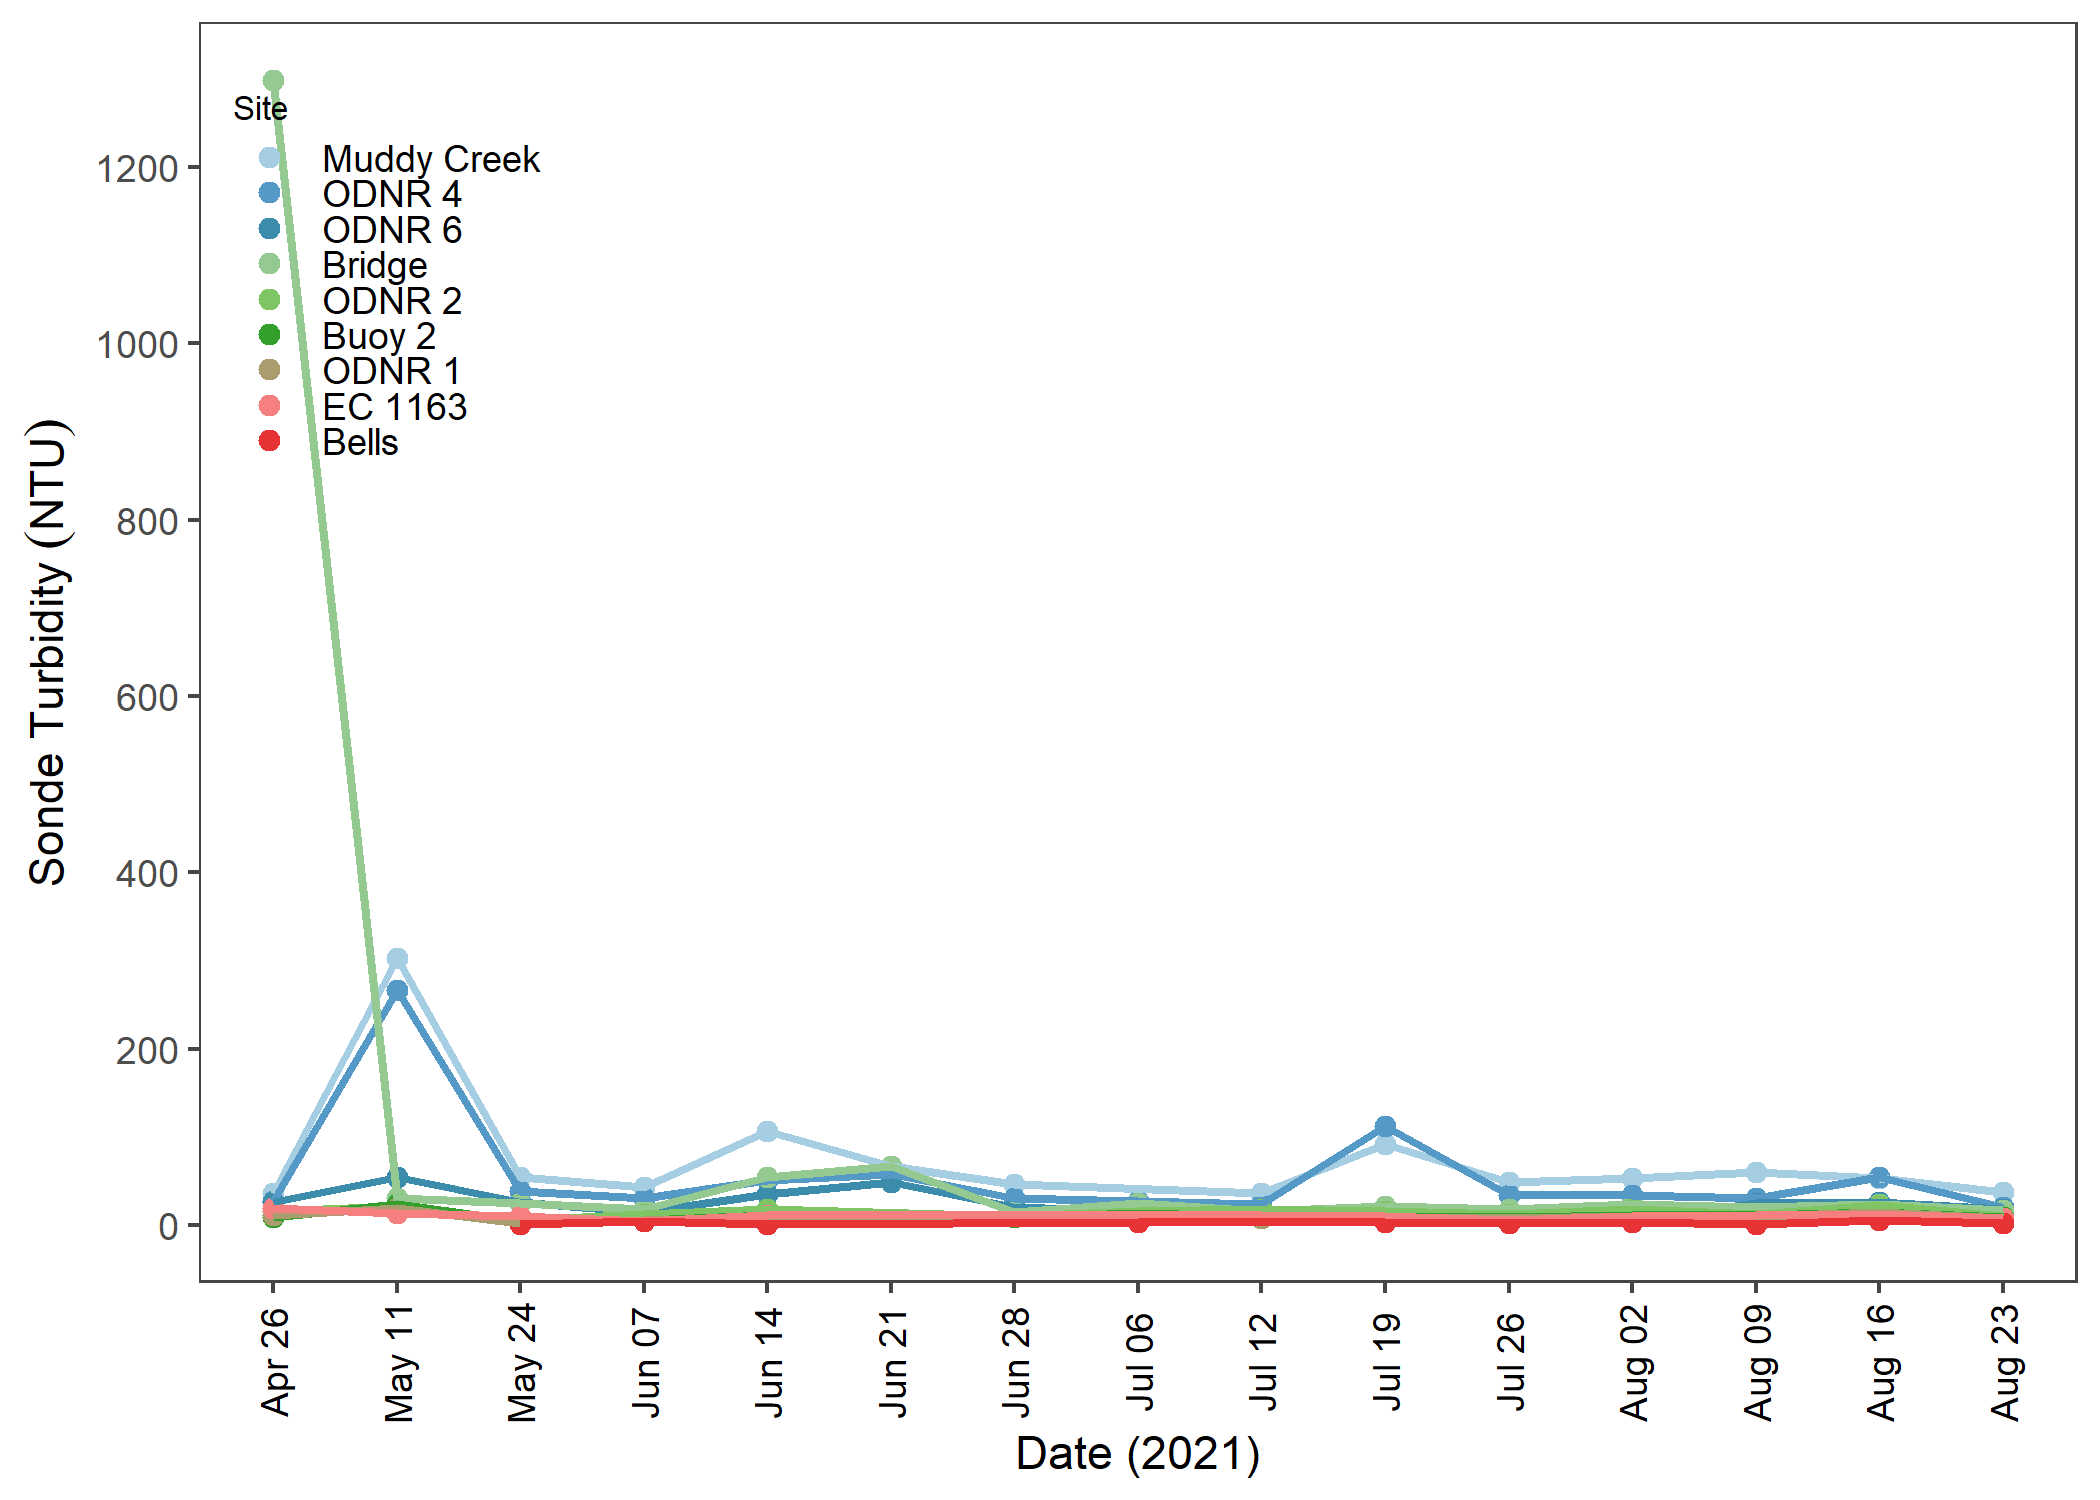 Site
Muddy Creek
ODNR 4
ODNR 6
Bridge
ODNR 2
Buoy 2
ODNR 1
EC 1163
Bells
Sonde Turbidity (NTU)
1200
1000
800
600
400
200
0
Apr 26
May 11
May 24
Jun 07
Jun 14
Jun 21
Jun 28
Jul 06
Jul 12
Jul 19
Jul 26
Aug 02
Aug 09
Aug 16
Aug 23
Date (2021)